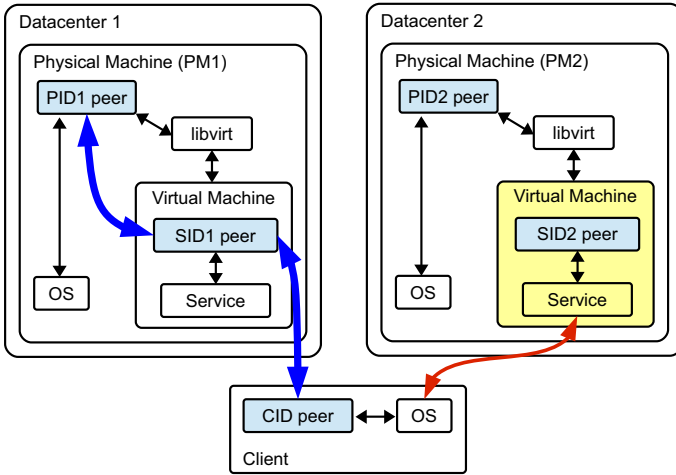 Datacenter 1
Physical Machine (PM1)
PID1 peer
libvirt
Virtual Machine
SID1 peer
OS
Service
Datacenter 2
Physical Machine (PM2)
PID2 peer
libvirt
Virtual Machine
SID2 peer
OS
Service
CID peer
OS
Client